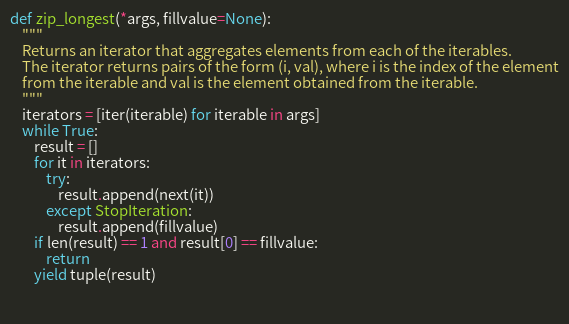 def zip_longest(*args, fillvalue=None):
    """
    Returns an iterator that aggregates elements from each of the iterables.
    The iterator returns pairs of the form (i, val), where i is the index of the element
    from the iterable and val is the element obtained from the iterable.
    """
    iterators = [iter(iterable) for iterable in args]
    while True:
        result = []
        for it in iterators:
            try:
                result.append(next(it))
            except StopIteration:
                result.append(fillvalue)
        if len(result) == 1 and result[0] == fillvalue:
            return
        yield tuple(result)